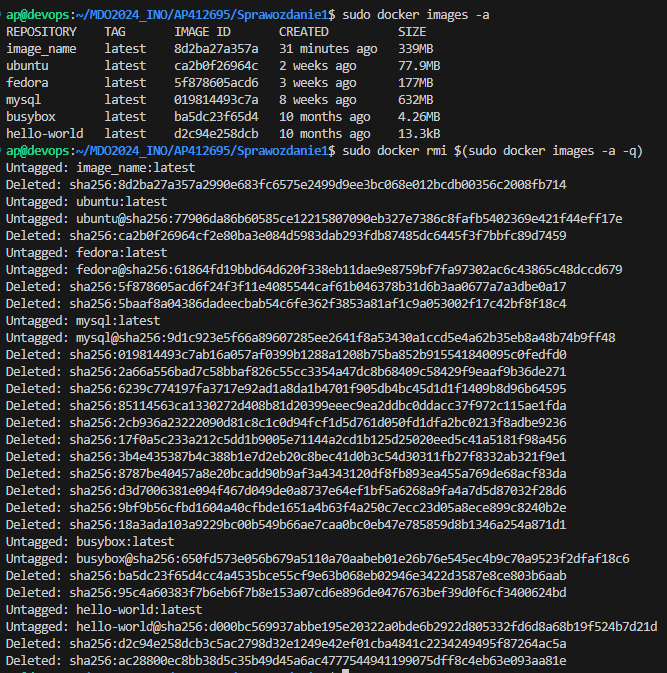 ap@devops:~/MDO2024_INO/AP412695/Sprawozdanie1$ sudo docker images -a
REPOSITORY    TAG       IMAGE ID       CREATED          SIZE
image_name    latest    8d2ba27a357a   31 minutes ago   339MB
ubuntu        latest    ca2b0f26964c   2 weeks ago      77.9MB
fedora        latest    5f878605acd6   3 weeks ago      177MB
mysql         latest    019814493c7a   8 weeks ago      632MB
busybox       latest    ba5dc23f65d4   10 months ago    4.26MB
hello-world   latest    d2c94e258dcb   10 months ago    13.3kB
ap@devops:~/MDO2024_INO/AP412695/Sprawozdanie1$ sudo docker rmi $(sudo docker images -a -q)
Untagged: image_name:latest
Deleted: sha256:8d2ba27a357a2990e683fc6575e2499d9ee3bc068e012bcdb00356c2008fb714
Untagged: ubuntu:latest
Untagged: ubuntu@sha256:77906da86b60585ce12215807090eb327e7386c8fafb5402369e421f44eff17e
Deleted: sha256:ca2b0f26964cf2e80ba3e084d5983dab293fdb87485dc6445f3f7bbfc89d7459
Untagged: fedora:latest
Untagged: fedora@sha256:61864fd19bbd64d620f338eb11dae9e8759bf7fa97302ac6c43865c48dccd679
Deleted: sha256:5f878605acd6f24f3f11e4085544caf61b046378b31d6b3aa0677a7a3dbe0a17
Deleted: sha256:5baaf8a04386dadeecbab54c6fe362f3853a81af1c9a053002f17c42bf8f18c4
Untagged: mysql:latest
Untagged: mysql@sha256:9d1c923e5f66a89607285ee2641f8a53430a1ccd5e4a62b35eb8a48b74b9ff48
Deleted: sha256:019814493c7ab16a057af0399b1288a1208b75ba852b915541840095c0fedfd0
Deleted: sha256:2a66a556bad7c58bbaf826c55cc3354a47dc8b68409c58429f9eaaf9b36de271
Deleted: sha256:6239c774197fa3717e92ad1a8da1b4701f905db4bc45d1d1f1409b8d96b64595
Deleted: sha256:85114563ca1330272d408b81d20399eeec9ea2ddbc0ddacc37f972c115ae1fda
Deleted: sha256:2cb936a23222090d81c8c1c0d94fcf1d5d761d050fd1dfa2bc0213f8adbe9236
Deleted: sha256:17f0a5c233a212c5dd1b9005e71144a2cd1b125d25020eed5c41a5181f98a456
Deleted: sha256:3b4e435387b4c388b1e7d2eb20c8bec41d0b3c54d30311fb27f8332ab321f9e1
Deleted: sha256:8787be40457a8e20bcadd90b9af3a4343120df8fb893ea455a769de68acf83da
Deleted: sha256:d3d7006381e094f467d049de0a8737e64ef1bf5a6268a9fa4a7d5d87032f28d6
Deleted: sha256:9bf9b56cfbd1604a40cfbde1651a4b63f4a250c7ecc23d05a8ece899c8240b2e
Deleted: sha256:18a3ada103a9229bc00b549b66ae7caa0bc0eb47e785859d8b1346a254a871d1
Untagged: busybox:latest
Untagged: busybox@sha256:650fd573e056b679a5110a70aabeb01e26b76e545ec4b9c70a9523f2dfaf18c6
Deleted: sha256:ba5dc23f65d4cc4a4535bce55cf9e63b068eb02946e3422d3587e8ce803b6aab
Deleted: sha256:95c4a60383f7b6eb6f7b8e153a07cd6e896de0476763bef39d0f6cf3400624bd
Untagged: hello-world:latest
Untagged: hello-world@sha256:d000bc569937abbe195e20322a0bde6b2922d805332fd6d8a68b19f524b7d21d
Deleted: sha256:d2c94e258dcb3c5ac2798d32e1249e42ef01cba4841c2234249495f87264ac5a
Deleted: sha256:ac28800ec8bb38d5c35b49d45a6ac4777544941199075dff8c4eb63e093aa81e